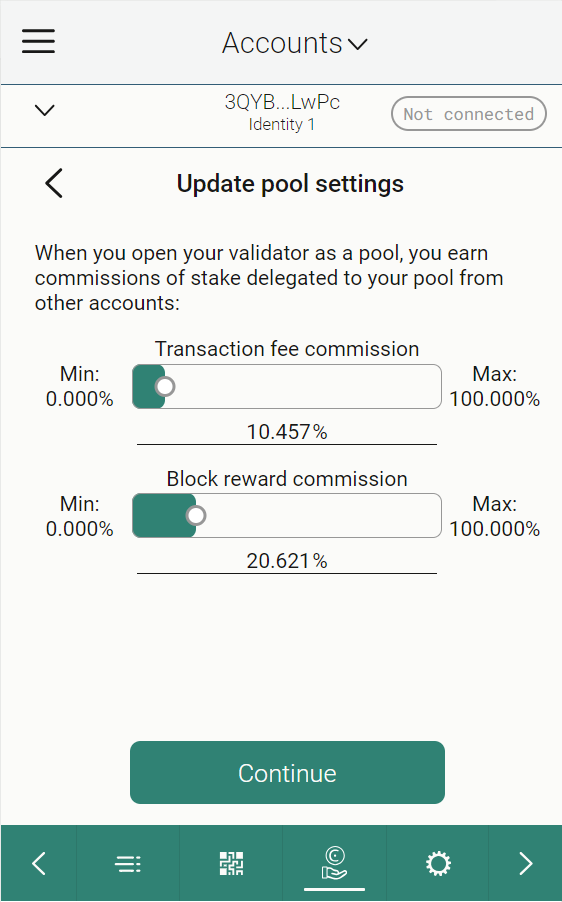 Accounts
3QYB...LwPc
Identity 1
Not connected
Update pool settings
When you open your validator as a pool, you earn
commissions of stake delegated to your pool from
other accounts:
Transaction fee commission
Min:
0.000%
Max:
100.000%
10.457%
Block reward commission
Min:
0.000%
Max:
100.000%
20.621%
Continue